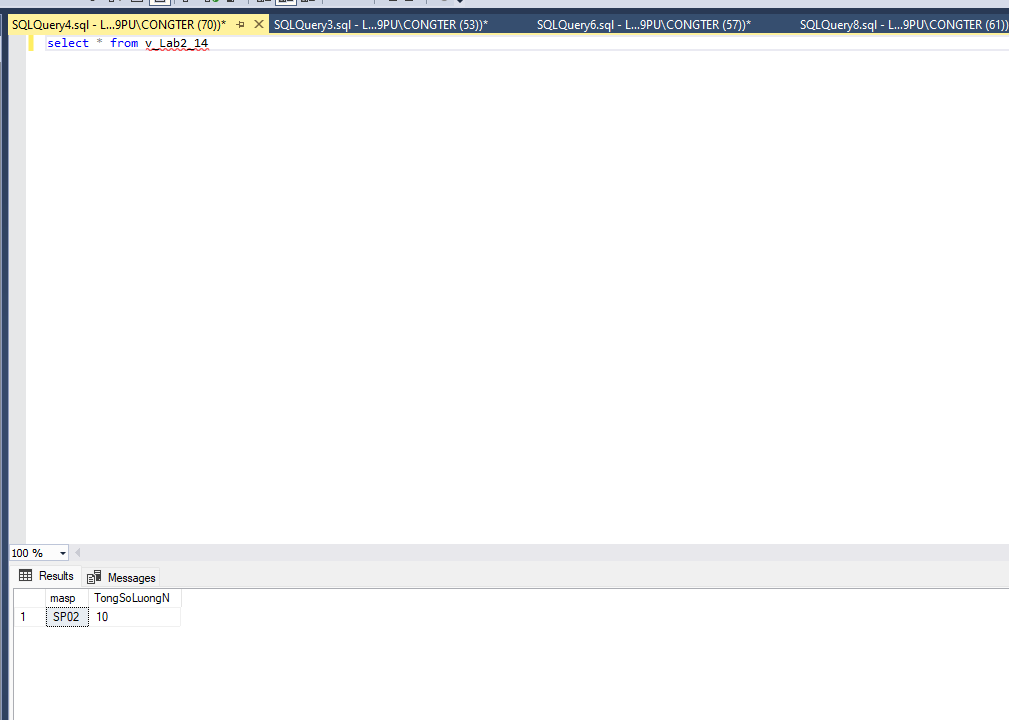 SQLQuery4.sql - L...9PU\CONGTER (70))* SQLQuery3.sql - L...9PU\CONGTER (53))* SQLQuery6.sql - L...9PU\CONGTER (57))* SQLQuery8.sql - L...9PU\CONGTER (61))
select * from v_Lab2_14
100 %
Results Messages
masp TongSoLuongN
1 SP02 10